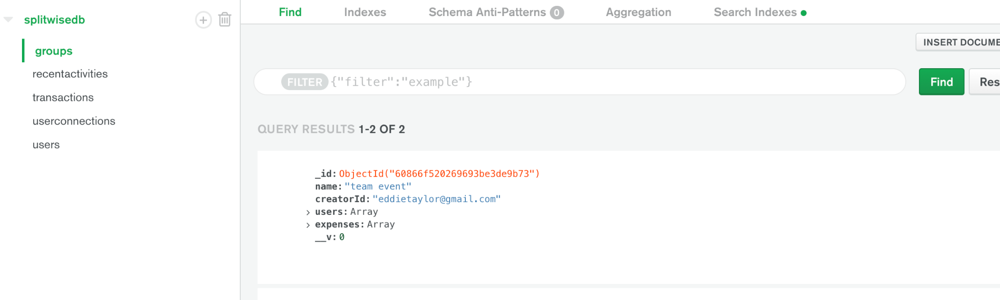 splitwisedb
groups
recentactivities
transactions
userconnections
users
Find Indexes Schema Anti-Patterns 0 Aggregation Search Indexes
INSERT DOCUME
FILTER {"filter":"example"} Find Res
QUERY RESULTS 1-2 OF 2
_id: ObjectId("60866f520269693be3de9b73")
name: "team event"
creatorId: "eddietaylor@gmail.com"
> users: Array
> expenses: Array
__v: 0